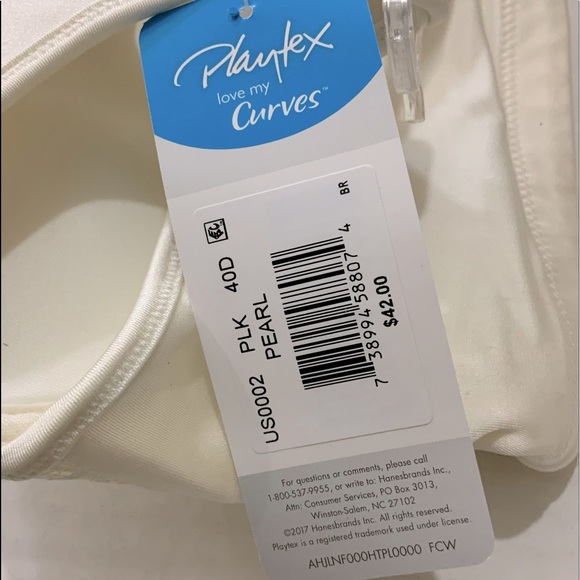 Playtex
love my
Curves™
US0002 PLK 40D
PEARL
7 38994 58807 4
BR
$42.00
For questions or comments, please call
1-800-537-9955, or write to: Hanesbrands Inc.,
Attn: Consumer Services, PO Box 3013,
Winston-Salem, NC 27102
©2017 Hanesbrands Inc. All rights reserved.
Playtex is a registered trademark used under license.
AHJLNF000HTPL0000 FCW